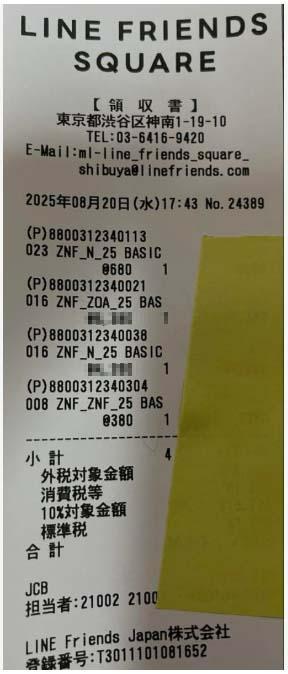 LINE FRIENDS
SQUARE
【領収書】
東京都渋谷区神南1-19-10
TEL:03-6416-9420
E-Mail:ml-line_friends_square_
shibuya@linefriends.com
2025年08月20日(水)17:43 No.24389
(P)8800312340113
023 ZNF_N_25 BASIC
@680 1
(P)8800312340021
016 ZNF_ZOA_25 BAS
1
(P)8800312340038
016 ZNF_N_25 BASIC
1
(P)8800312340304
008 ZNF_ZNF_25 BAS
@380 1
小計 4
外税対象金額
消費税等
10%対象金額
標準税
合計
JCB
担当者:21002 2100
LINE Friends Japan株式会社
登録番号:T3011101081652